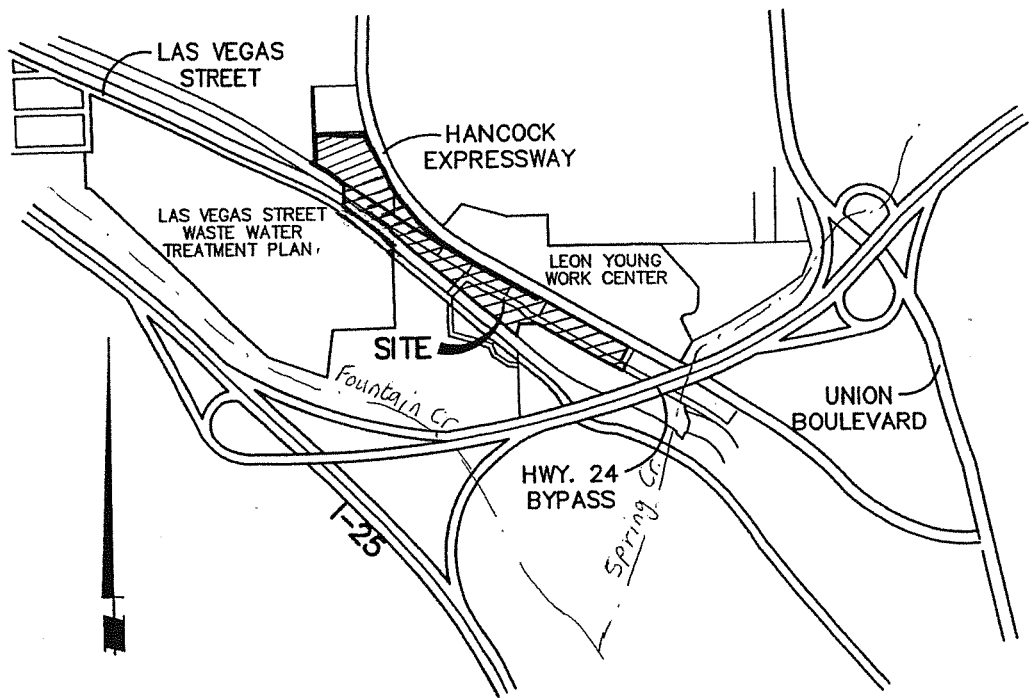 LAS VEGAS
STREET
HANCOCK
EXPRESSWAY
LAS VEGAS STREET
WASTE WATER
TREATMENT PLAN
LEON YOUNG
WORK CENTER
SITE
Fountain Cr
UNION
BOULEVARD
HWY. 24
BYPASS
Spring Cr.
I-25